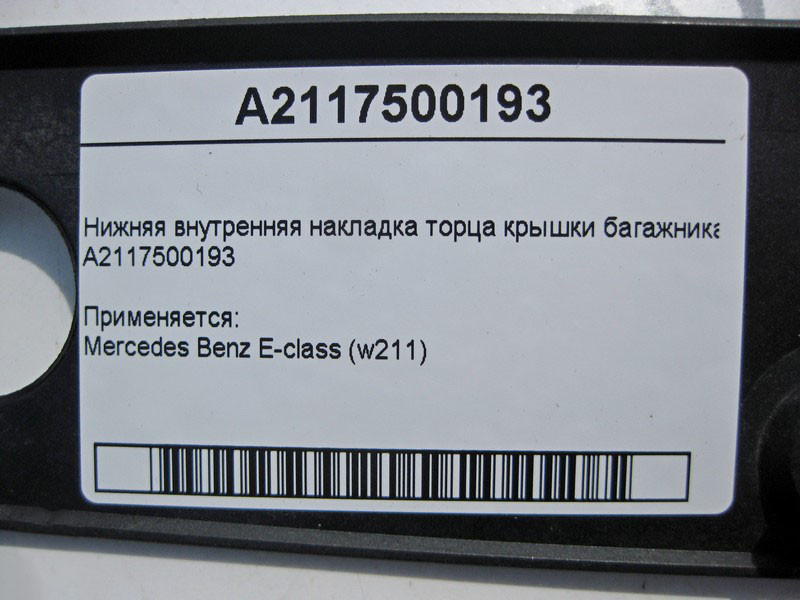 A2117500193
Нижняя внутренняя накладка торца крышки багажника
A2117500193
Применяется:
Mercedes Benz E-class (w211)